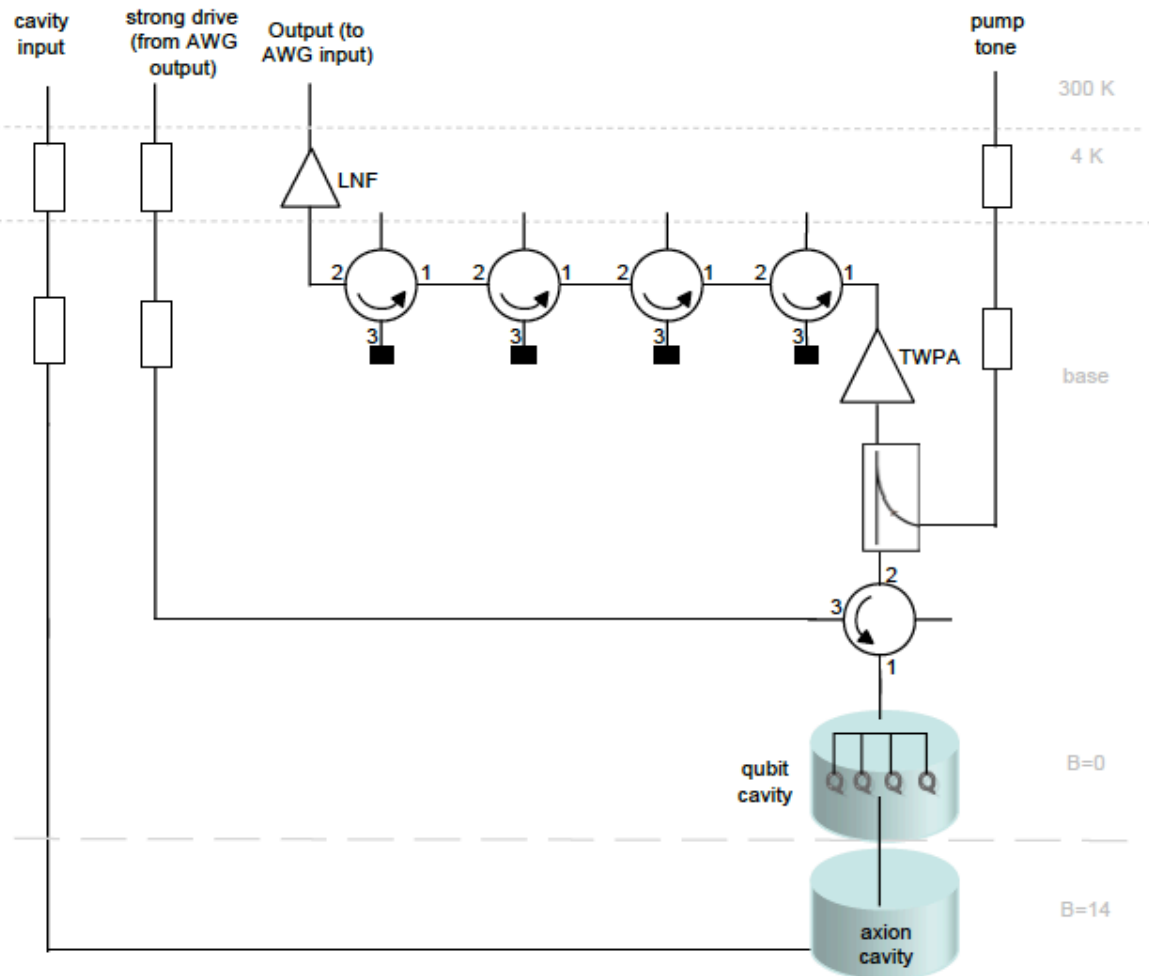 cavity
input
strong drive
(from AWG
output)
Output (to
AWG input)
pump
tone
300 K
4 K
LNF
2 1 2 1 2 1 2 1
3 3 3 3
TWPA
base
2
3
1
qubit
cavity
Q Q Q Q
B=0
B=14
axion
cavity